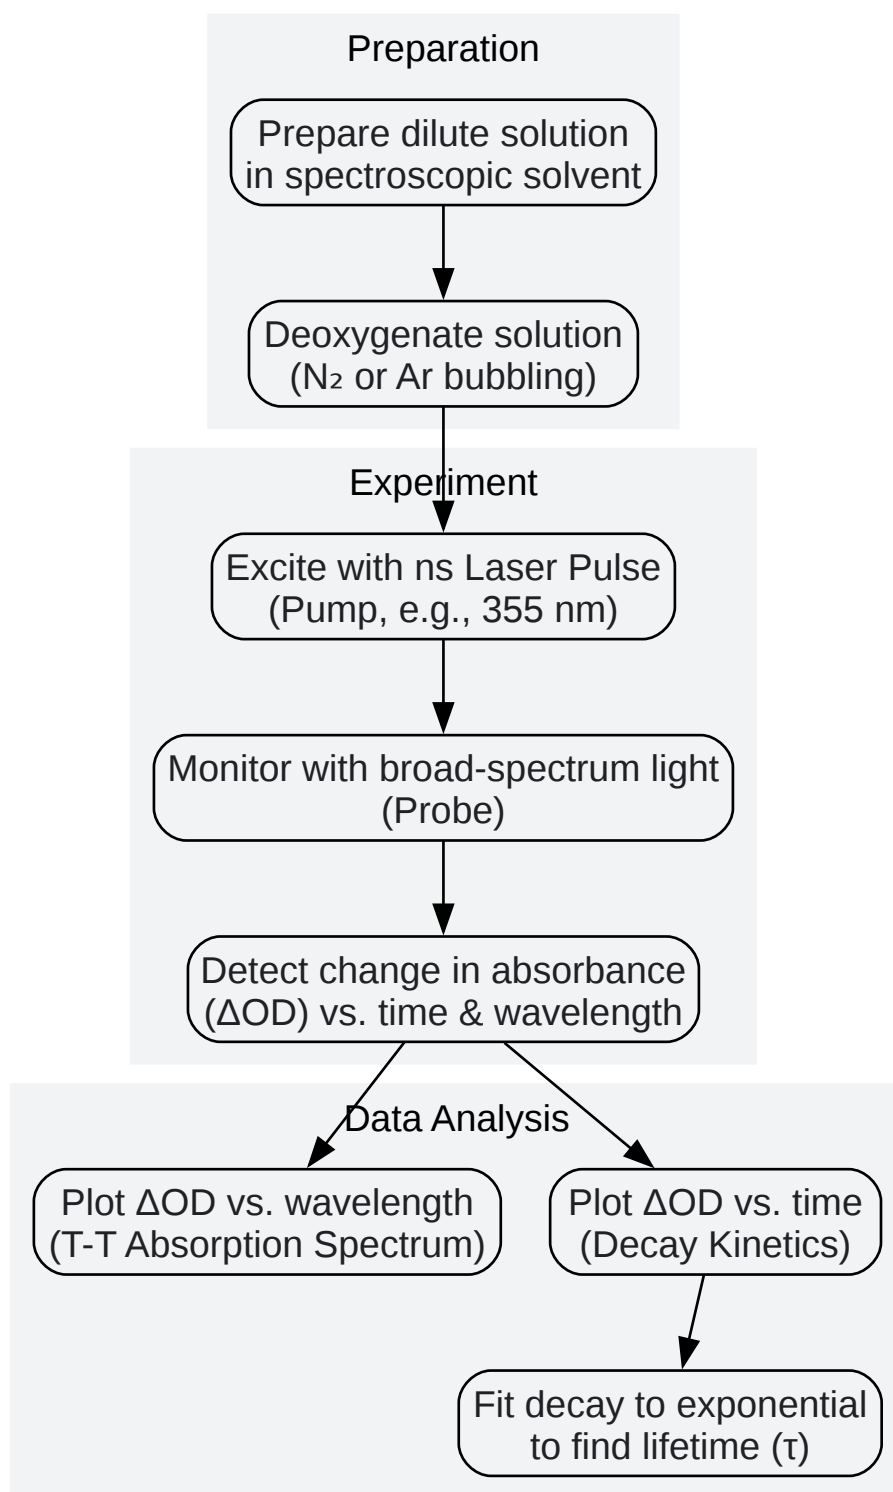 Preparation
Prepare dilute solution
in spectroscopic solvent
Deoxygenate solution
(N₂ or Ar bubbling)
Experiment
Excite with ns Laser Pulse
(Pump, e.g., 355 nm)
Monitor with broad-spectrum light
(Probe)
Detect change in absorbance
(ΔOD) vs. time & wavelength
Data Analysis
Plot ΔOD vs. wavelength
(T-T Absorption Spectrum)
Plot ΔOD vs. time
(Decay Kinetics)
Fit decay to exponential
to find lifetime (τ)